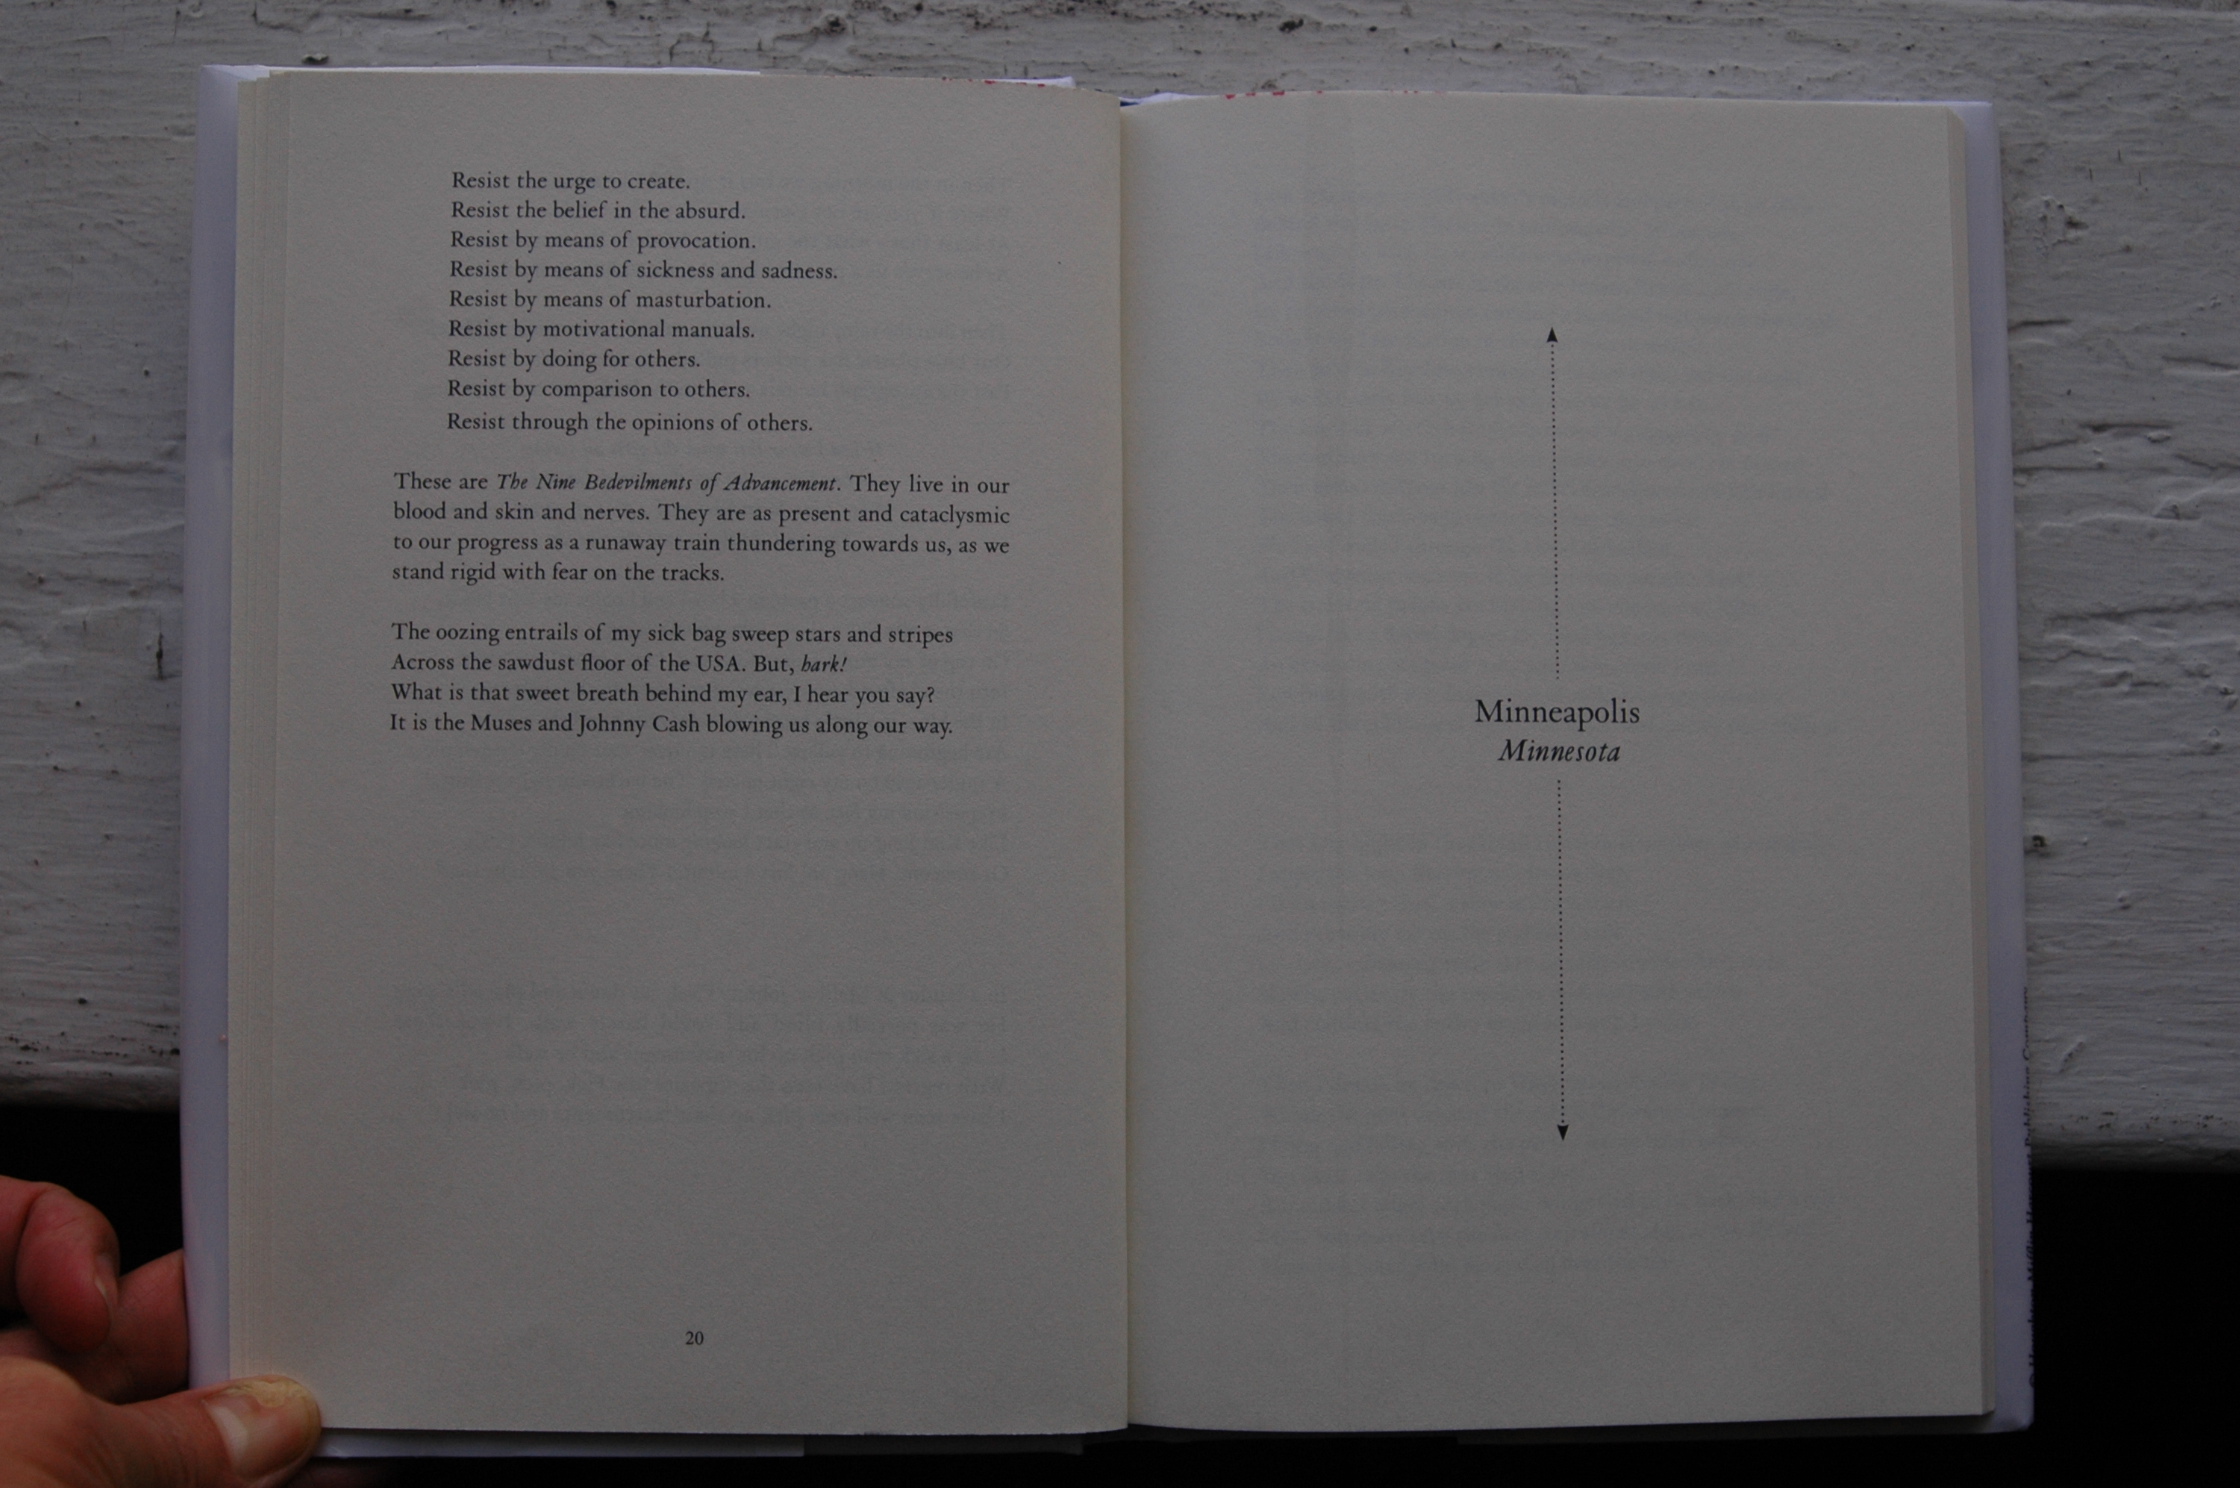 Resist the urge to create.
Resist the belief in the absurd.
Resist by means of provocation.
Resist by means of sickness and sadness.
Resist by means of masturbation.
Resist by motivational manuals.
Resist by doing for others.
Resist by comparison to others.
Resist through the opinions of others.
These are The Nine Bedevilments of Advancement. They live in our
blood and skin and nerves. They are as present and cataclysmic
to our progress as a runaway train thundering towards us, as we
stand rigid with fear on the tracks.
The oozing entrails of my sick bag sweep stars and stripes
Across the sawdust floor of the USA. But, hark!
What is that sweet breath behind my ear, I hear you say?
It is the Muses and Johnny Cash blowing us along our way.
20
Minneapolis
Minnesota